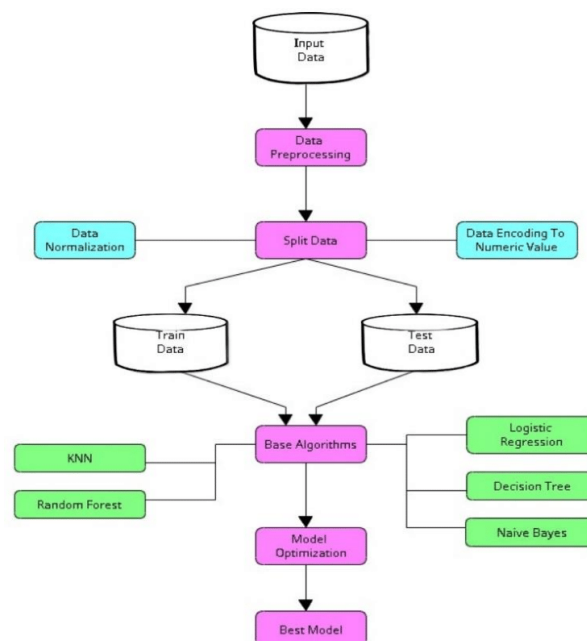 Input
Data
Data
Preprocessing
Data
Normalization
Split Data
Data Encoding To
Numeric Value
Train
Data
Test
Data
Base Algorithms
KNN
Random Forest
Logistic
Regression
Decision Tree
Naive Bayes
Model
Optimization
Best Model